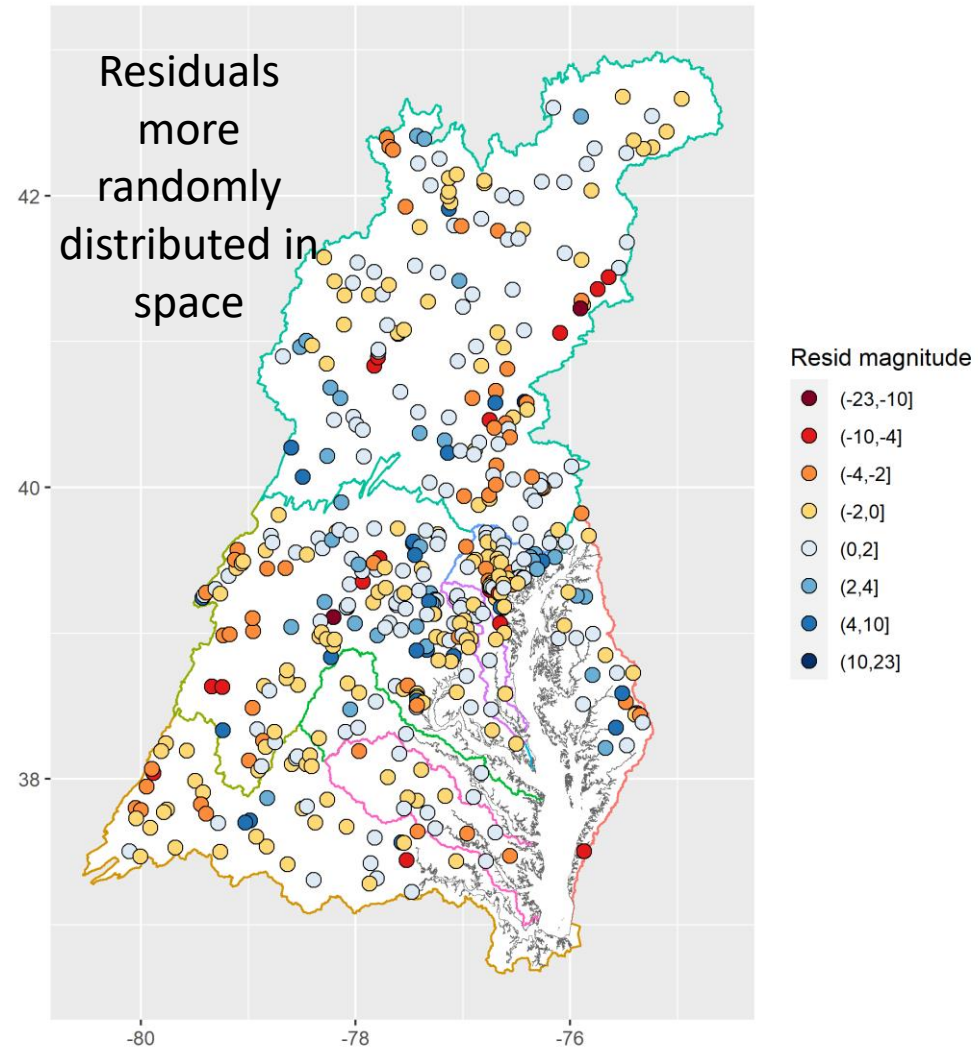 Residuals
more
randomly
distributed in
space
42
40
38
-80
-78
-76
Resid magnitude
(-23,-10]
(-10,-4]
(-4,-2]
(-2,0]
(0,2]
(2,4]
(4,10]
(10,23]